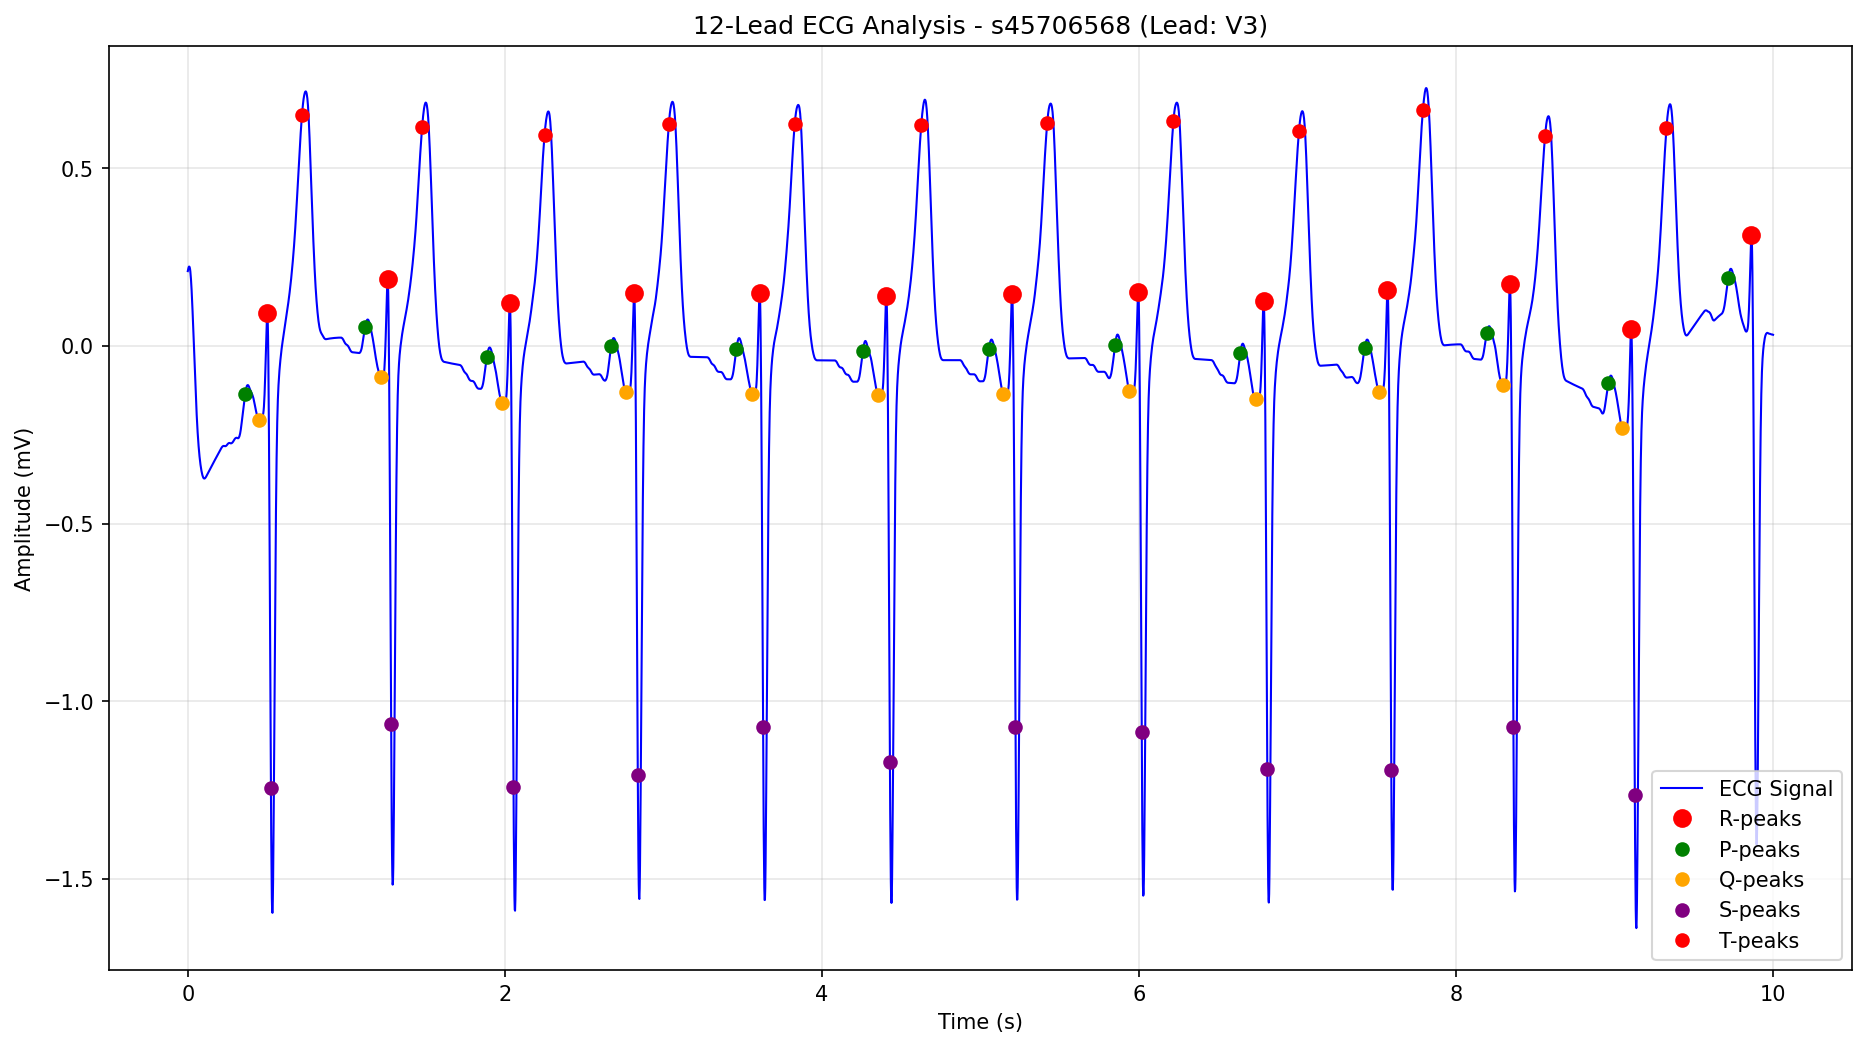 12-Lead ECG Analysis - s45706568 (Lead: V3)
Amplitude (mV)
0.5
0.0
−0.5
−1.0
−1.5
0 2 4 6 8 10
Time (s)
ECG Signal
R-peaks
P-peaks
Q-peaks
S-peaks
T-peaks